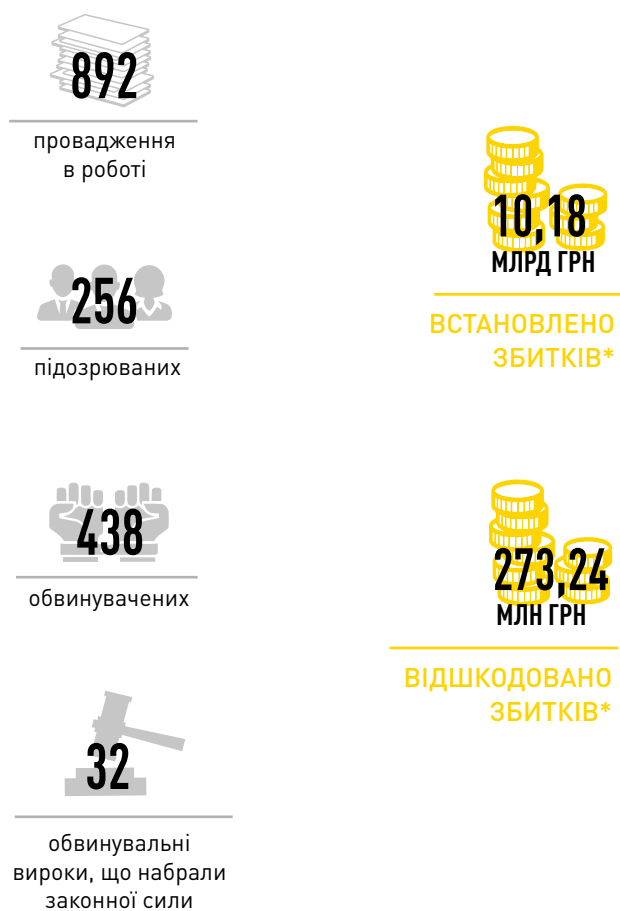 892
провадження
в роботі
256
підозрюваних
438
обвинувачених
32
обвинувальні
вироки, що набрали
законної сили
10,18
МЛРД ГРН
ВСТАНОВЛЕНО
ЗБИТКІВ*
273,24
МЛН ГРН
ВІДШКОДОВАНО
ЗБИТКІВ*